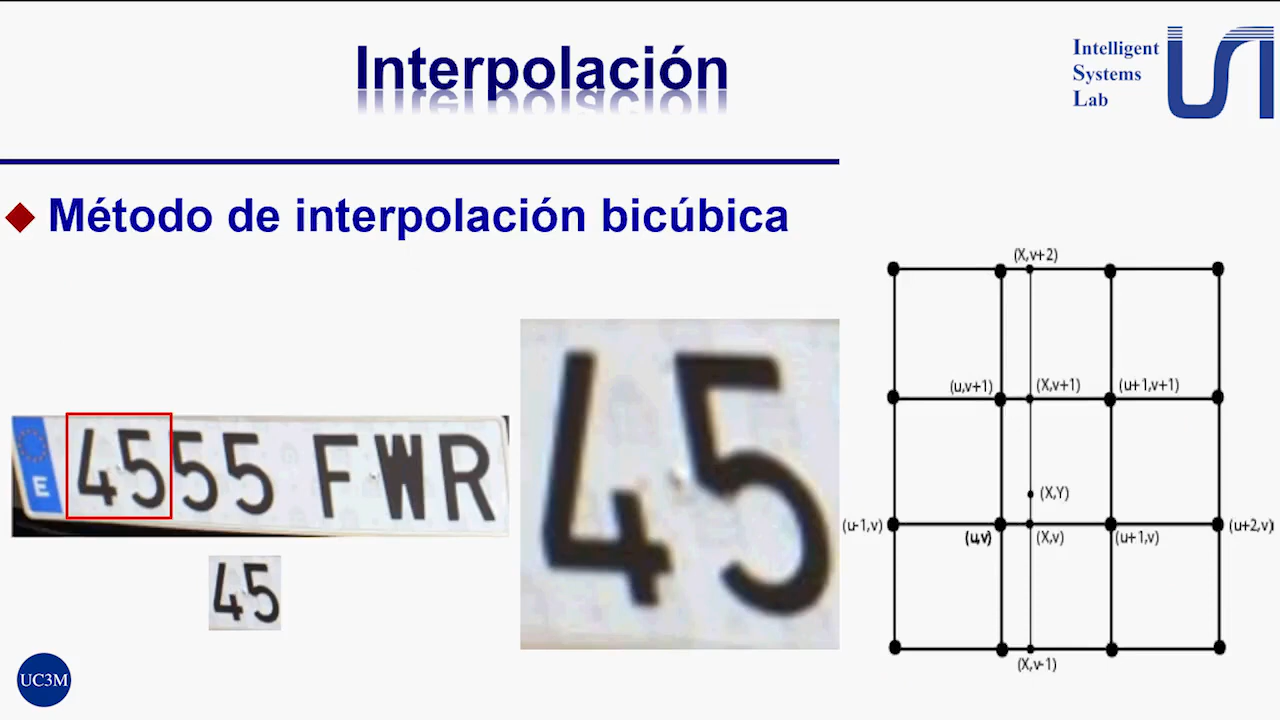 Interpolación
Intelligent
Systems
Lab
Método de interpolación bicúbica
(X,v+2)
(u,v+1) (X,v+1) (u+1,v+1)
E 4555 FWR
45
(X,Y)
(u-1,v) (u,v) (X,v) (u+1,v) (u+2,v)
45
(X,v-1)
UC3M